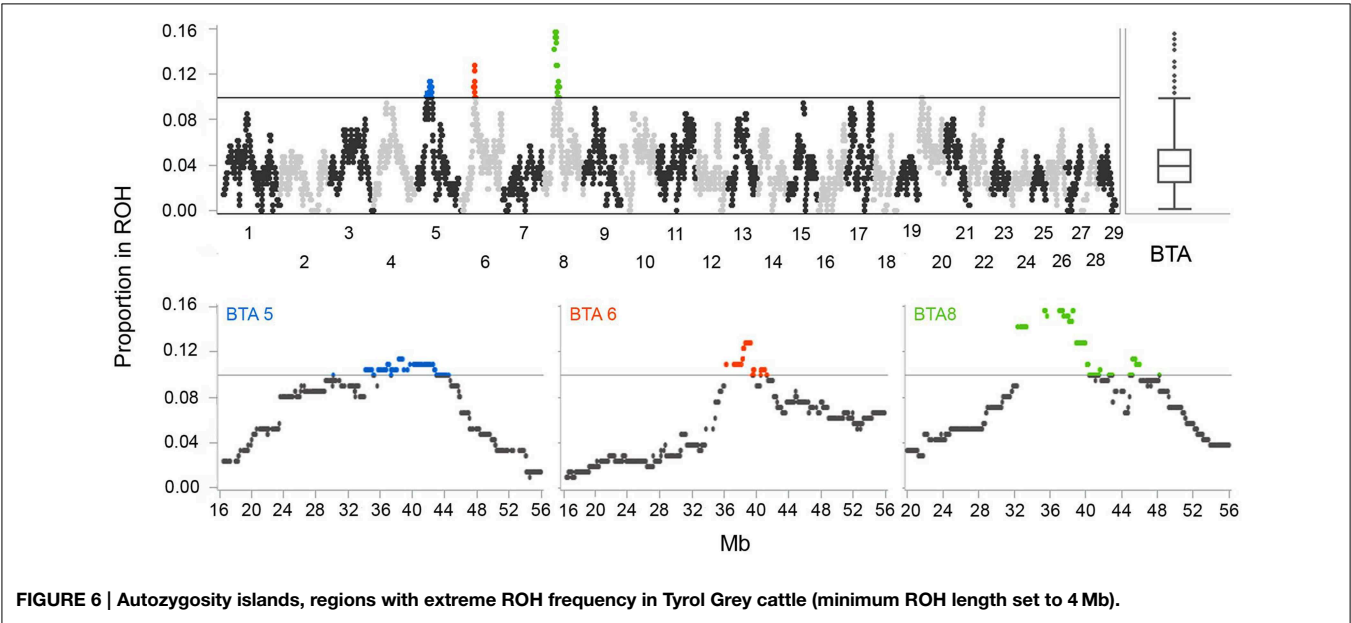 Proportion in ROH
0.16
0.12
0.08
0.04
0.00
1 3 5 7 9 11 13 15 17 19 21 23 25 27 29
2 4 6 8 10 12 14 16 18 20 22 24 26 28
BTA
0.16
0.12
0.08
0.04
0.00
BTA 5
BTA 6
BTA8
16 20 24 28 32 36 40 44 48 52 56
16 20 24 28 32 36 40 44 48 52 56
20 24 28 32 36 40 44 48 52 56
Mb
FIGURE 6 | Autozygosity islands, regions with extreme ROH frequency in Tyrol Grey cattle (minimum ROH length set to 4 Mb).